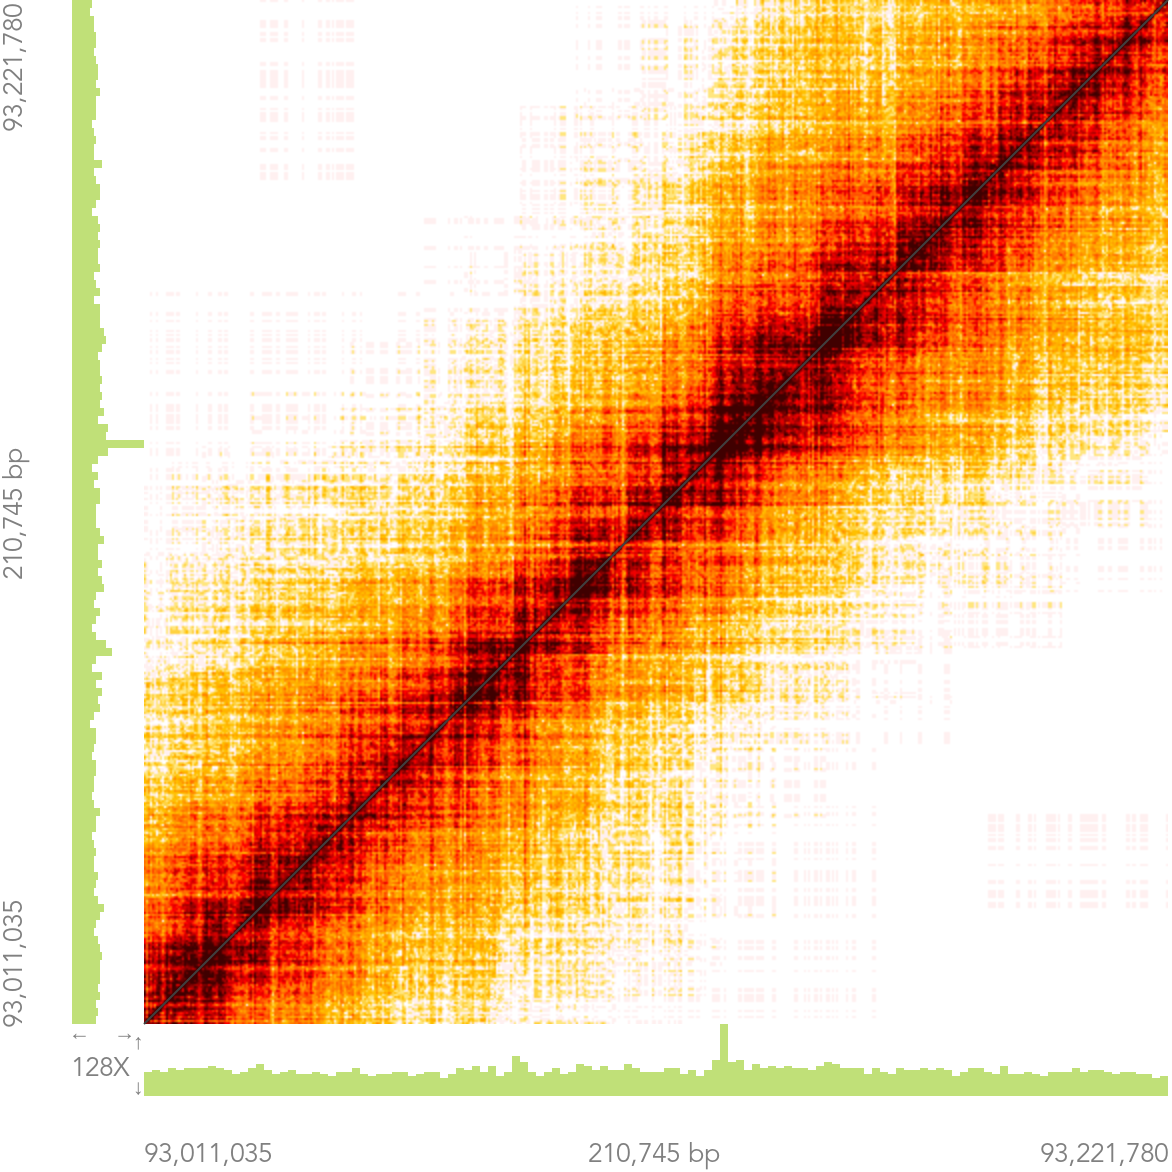 93,221,780
210,745 bp
93,011,035
← →
↑
128X
↓
93,011,035 210,745 bp 93,221,780